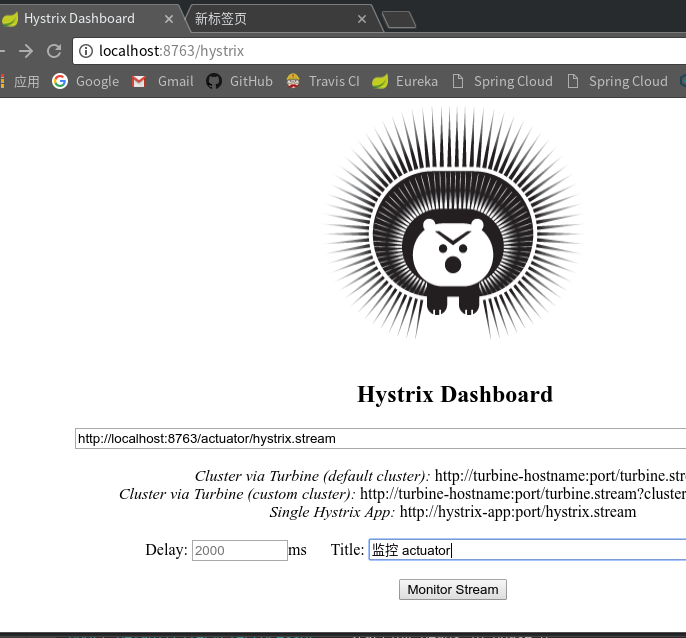 Hystrix Dashboard
新标签页
localhost:8763/hystrix
应用 Google Gmail GitHub Travis CI Eureka Spring Cloud Spring Cloud
Hystrix Dashboard
http://localhost:8763/actuator/hystrix.stream
Cluster via Turbine (default cluster): http://turbine-hostname:port/turbine.stre
Cluster via Turbine (custom cluster): http://turbine-hostname:port/turbine.stream?cluster
Single Hystrix App: http://hystrix-app:port/hystrix.stream
Delay: 2000 ms Title: 监控 actuator
Monitor Stream